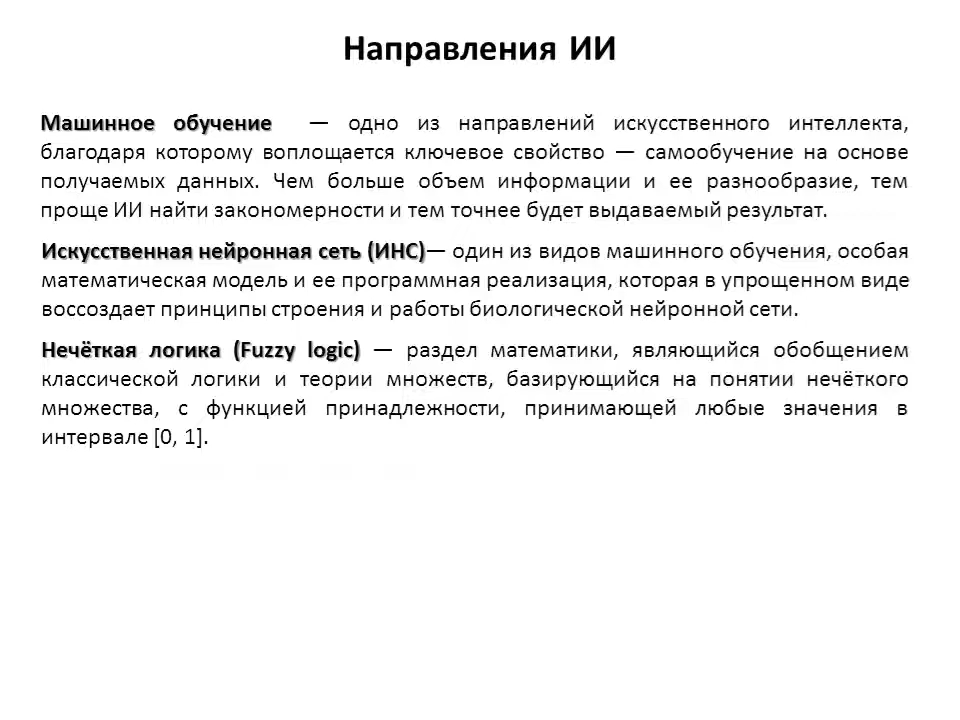 Направления ИИ
Машинное обучение — одно из направлений искусственного интеллекта,
благодаря которому воплощается ключевое свойство — самообучение на основе
получаемых данных. Чем больше объем информации и ее разнообразие, тем
проще ИИ найти закономерности и тем точнее будет выдаваемый результат.
Искусственная нейронная сеть (ИНС)— один из видов машинного обучения, особая
математическая модель и ее программная реализация, которая в упрощенном виде
воссоздает принципы строения и работы биологической нейронной сети.
Нечёткая логика (Fuzzy logic) — раздел математики, являющийся обобщением
классической логики и теории множеств, базирующийся на понятии нечёткого
множества, с функцией принадлежности, принимающей любые значения в
интервале [0, 1].